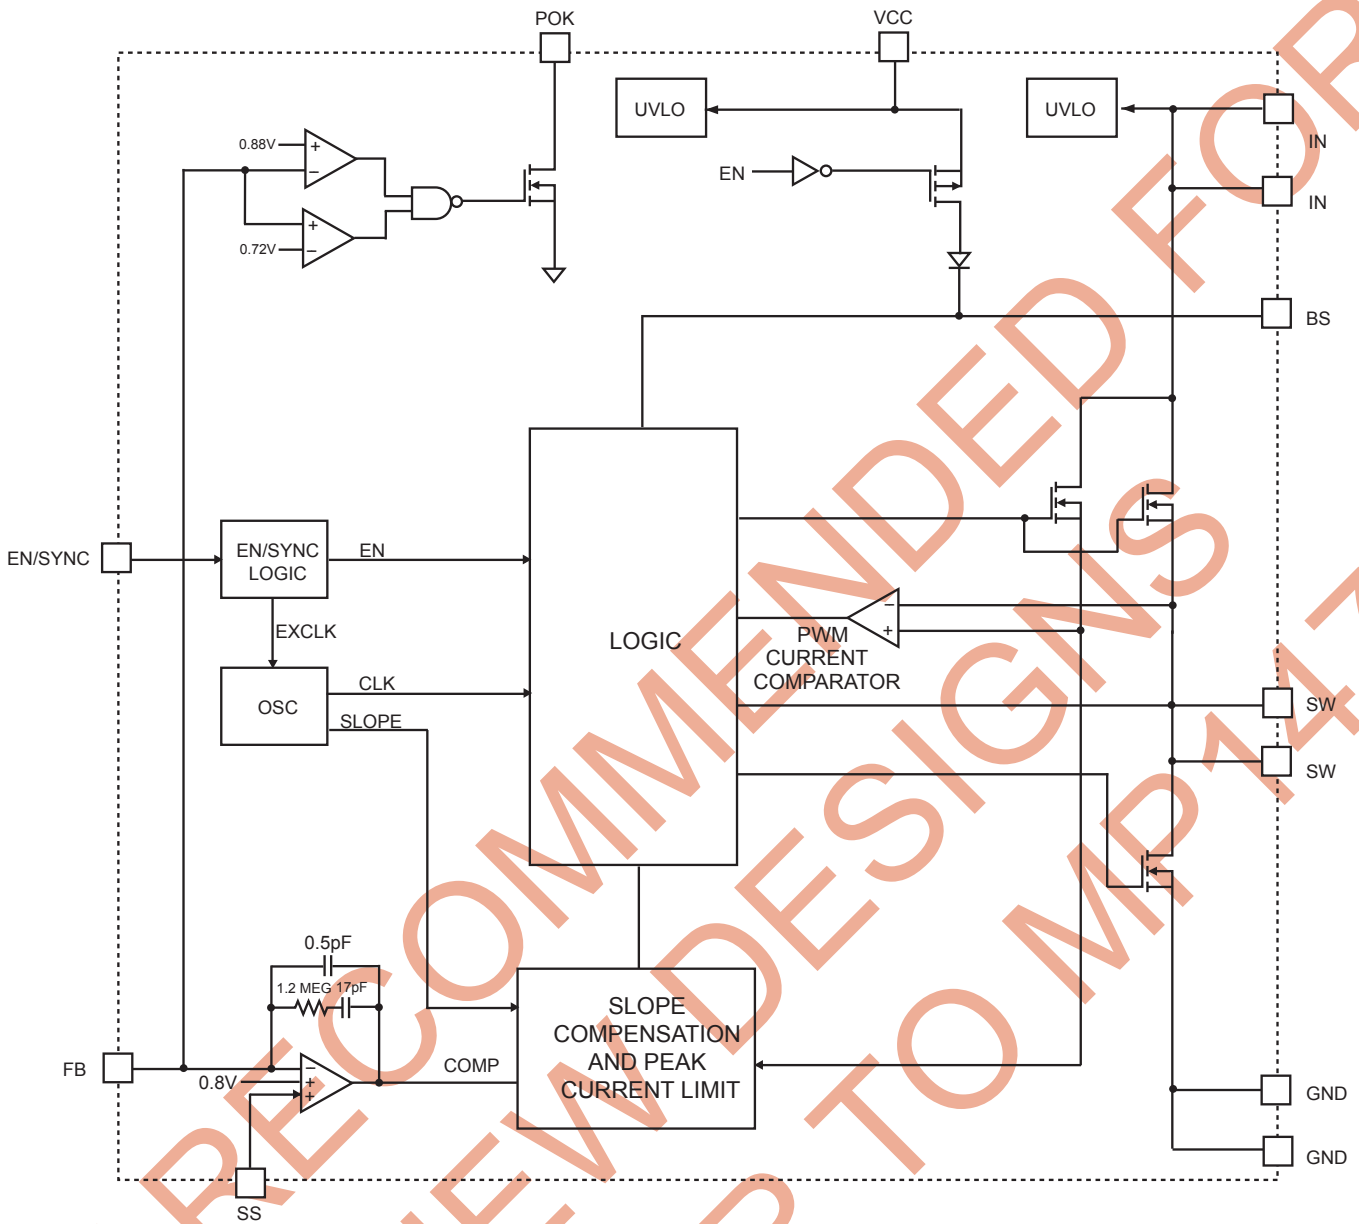 POK
VCC
UVLO
UVLO
IN
IN
0.88V
+
−
EN
+
−
0.72V
BS
EN/SYNC
EN/SYNC
LOGIC
EN
EXCLK
OSC
CLK
SLOPE
LOGIC
−
+
PWM
CURRENT
COMPARATOR
SW
SW
0.5pF
1.2 MEG
17pF
SLOPE
COMPENSATION
AND PEAK
CURRENT LIMIT
COMP
FB
0.8V
−
+
+
SS
GND
GND
RECOMMENDED FOR
NEW DESIGNS
TO MP147